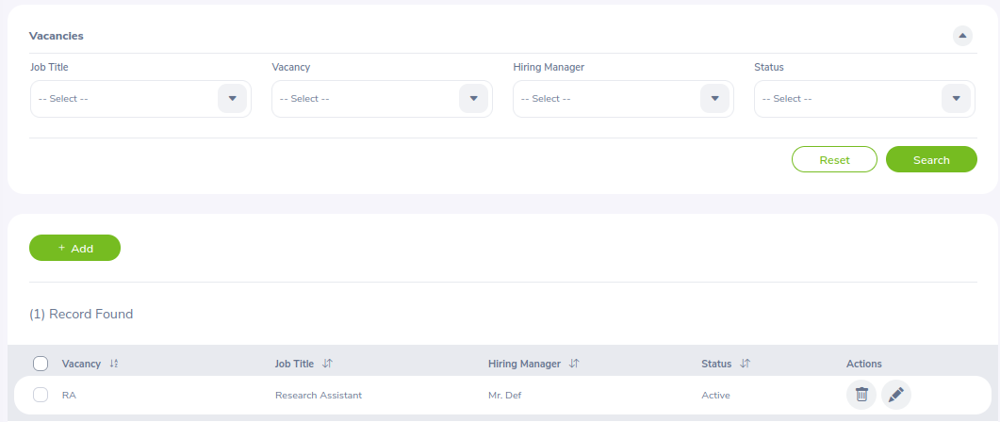 Vacancies
Job Title Vacancy Hiring Manager Status
-- Select -- -- Select -- -- Select -- -- Select --
Reset Search
+ Add
(1) Record Found
Vacancy Job Title Hiring Manager Status Actions
RA Research Assistant Mr. Def Active